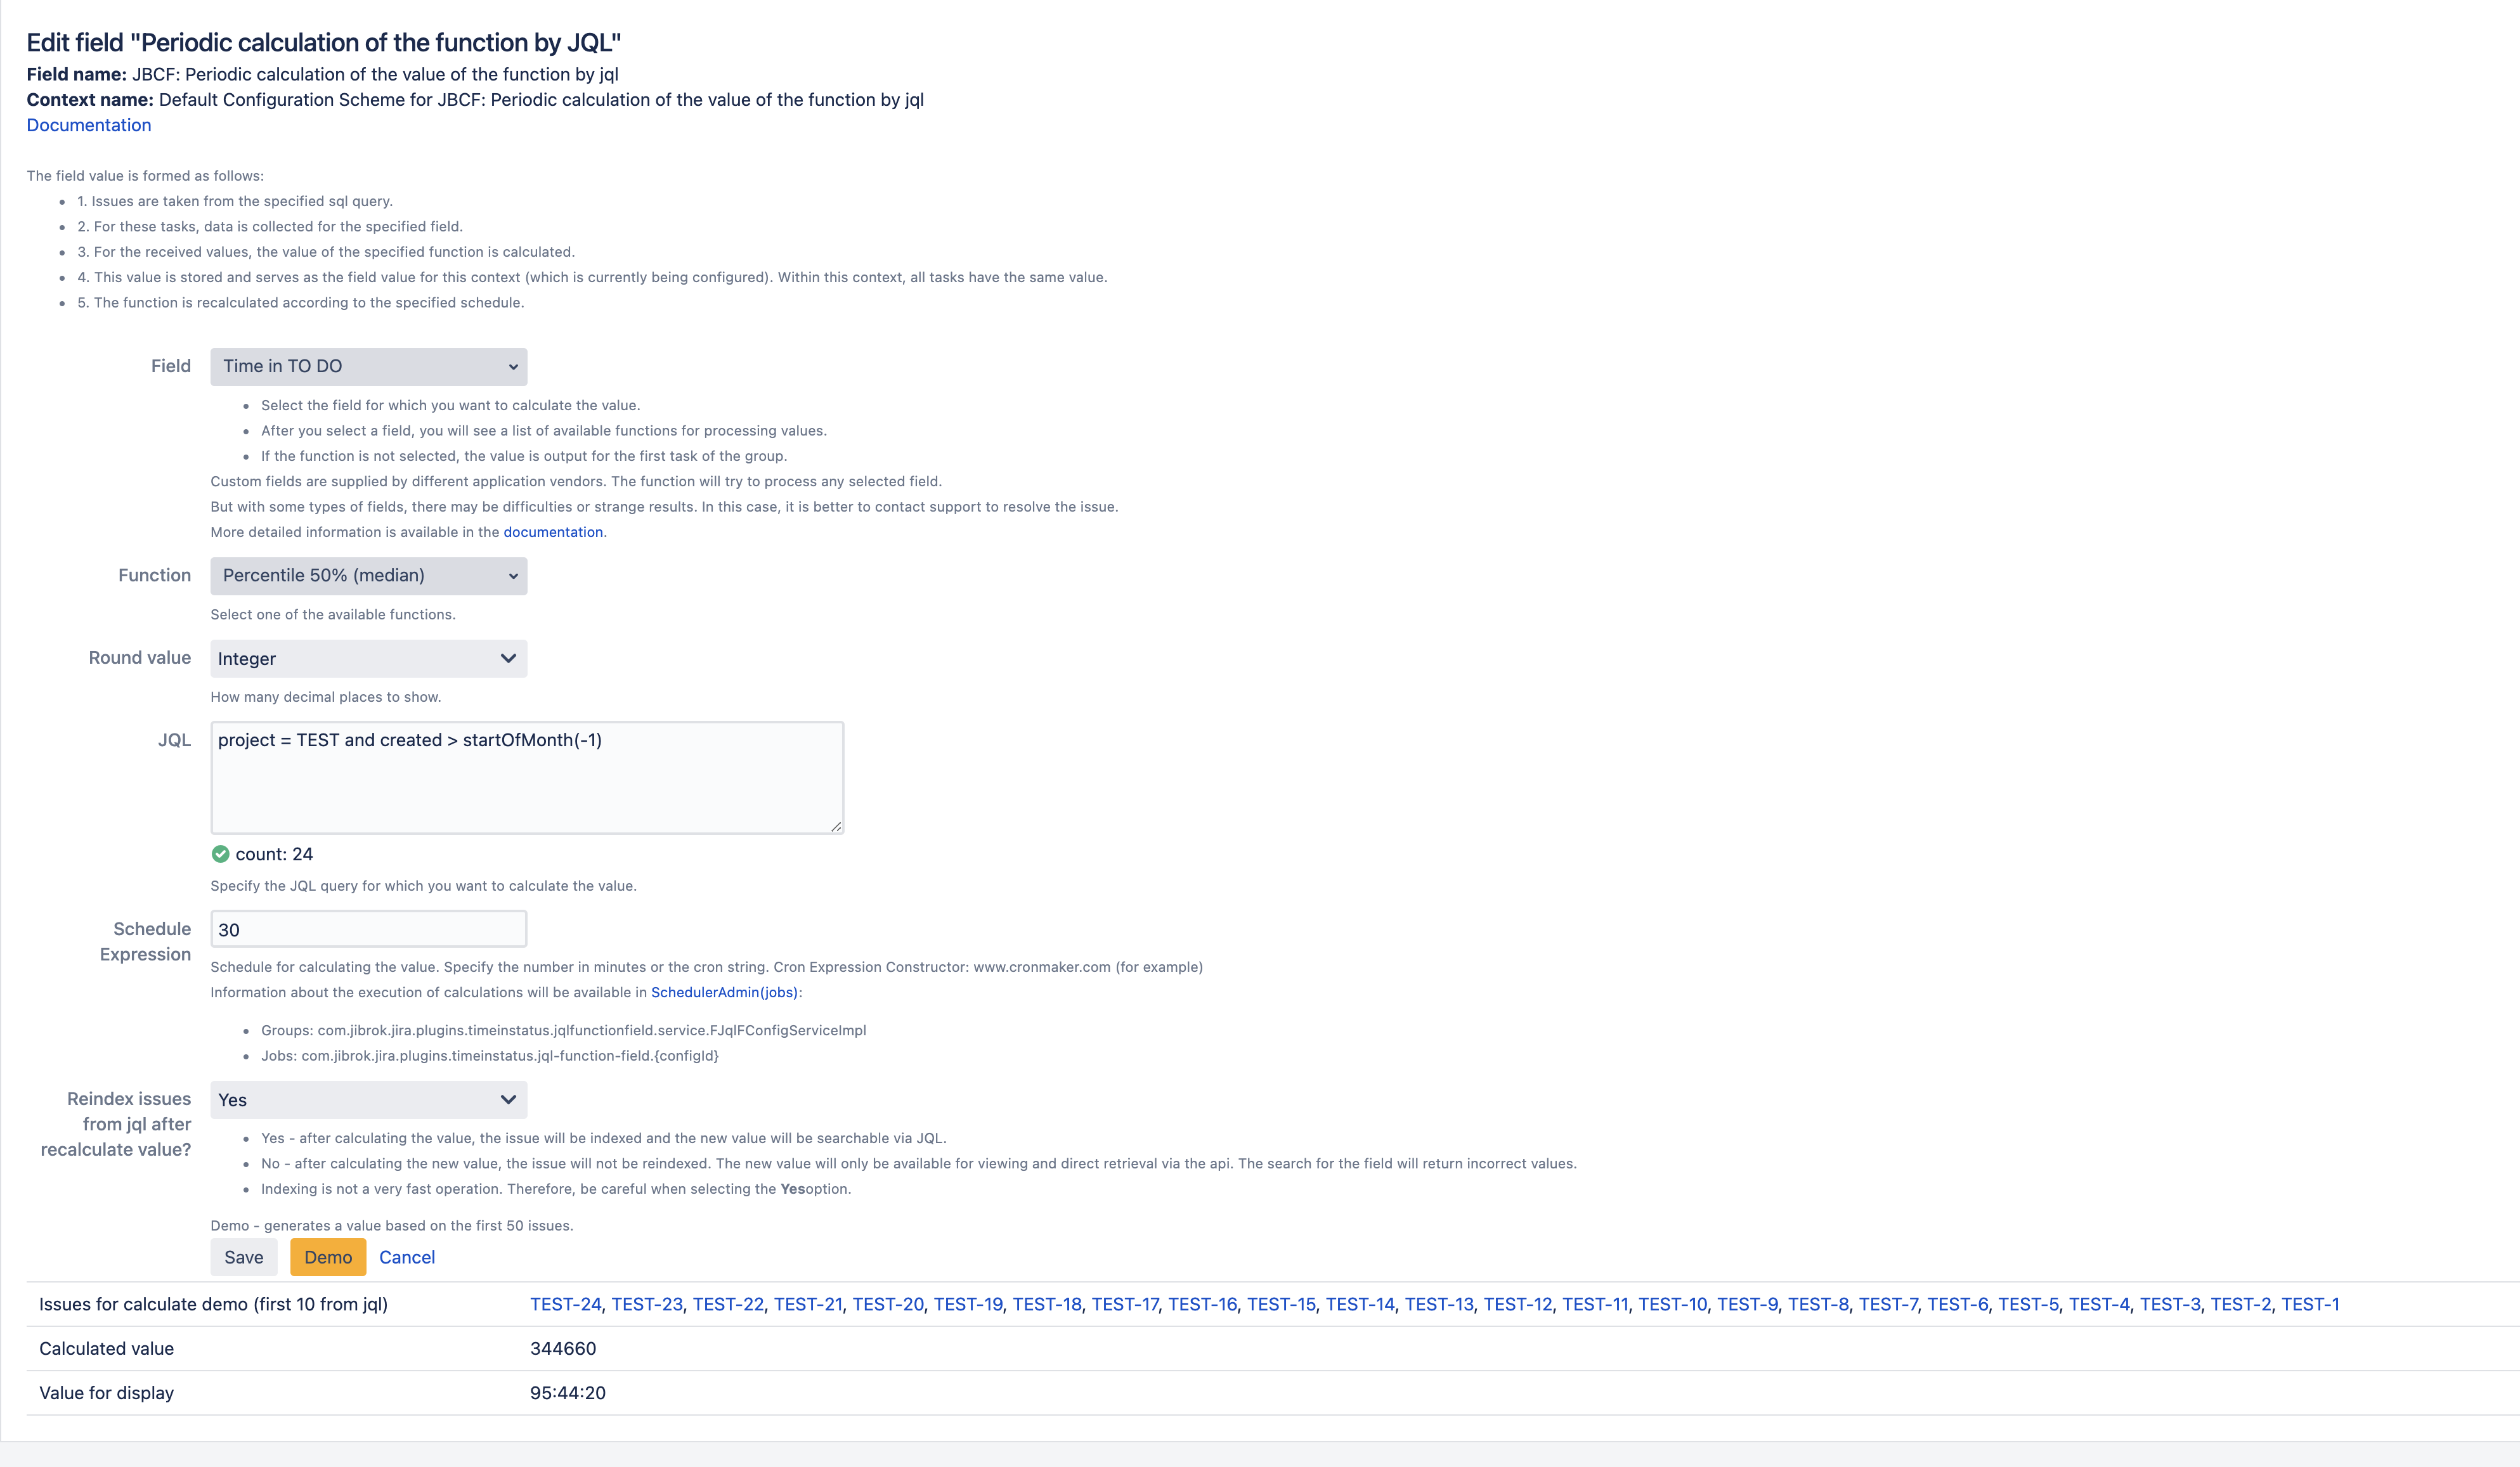 Edit field "Periodic calculation of the function by JQL"
Field name: JBCF: Periodic calculation of the value of the function by jql
Context name: Default Configuration Scheme for JBCF: Periodic calculation of the value of the function by jql
Documentation
The field value is formed as follows:
• 1. Issues are taken from the specified sql query.
• 2. For these tasks, data is collected for the specified field.
• 3. For the received values, the value of the specified function is calculated.
• 4. This value is stored and serves as the field value for this context (which is currently being configured). Within this context, all tasks have the same value.
• 5. The function is recalculated according to the specified schedule.
Field
Time in TO DO
• Select the field for which you want to calculate the value.
• After you select a field, you will see a list of available functions for processing values.
• If the function is not selected, the value is output for the first task of the group.
Custom fields are supplied by different application vendors. The function will try to process any selected field.
But with some types of fields, there may be difficulties or strange results. In this case, it is better to contact support to resolve the issue.
More detailed information is available in the documentation.
Function
Percentile 50% (median)
Select one of the available functions.
Round value
Integer
How many decimal places to show.
JQL
project = TEST and created > startOfMonth(-1)
count: 24
Specify the JQL query for which you want to calculate the value.
Schedule
Expression
30
Schedule for calculating the value. Specify the number in minutes or the cron string. Cron Expression Constructor: www.cronmaker.com (for example)
Information about the execution of calculations will be available in SchedulerAdmin(jobs):
• Groups: com.jibrok.jira.plugins.timeinstatus.jqlfunctionfield.service.FJqlFConfigServiceImpl
• Jobs: com.jibrok.jira.plugins.timeinstatus.jql-function-field.{configId}
Reindex issues
from jql after
recalculate value?
Yes
• Yes - after calculating the value, the issue will be indexed and the new value will be searchable via JQL.
• No - after calculating the new value, the issue will not be reindexed. The new value will only be available for viewing and direct retrieval via the api. The search for the field will return incorrect values.
• Indexing is not a very fast operation. Therefore, be careful when selecting the Yesoption.
Demo - generates a value based on the first 50 issues.
Save Demo Cancel
Issues for calculate demo (first 10 from jql) TEST-24, TEST-23, TEST-22, TEST-21, TEST-20, TEST-19, TEST-18, TEST-17, TEST-16, TEST-15, TEST-14, TEST-13, TEST-12, TEST-11, TEST-10, TEST-9, TEST-8, TEST-7, TEST-6, TEST-5, TEST-4, TEST-3, TEST-2, TEST-1
Calculated value 344660
Value for display 95:44:20